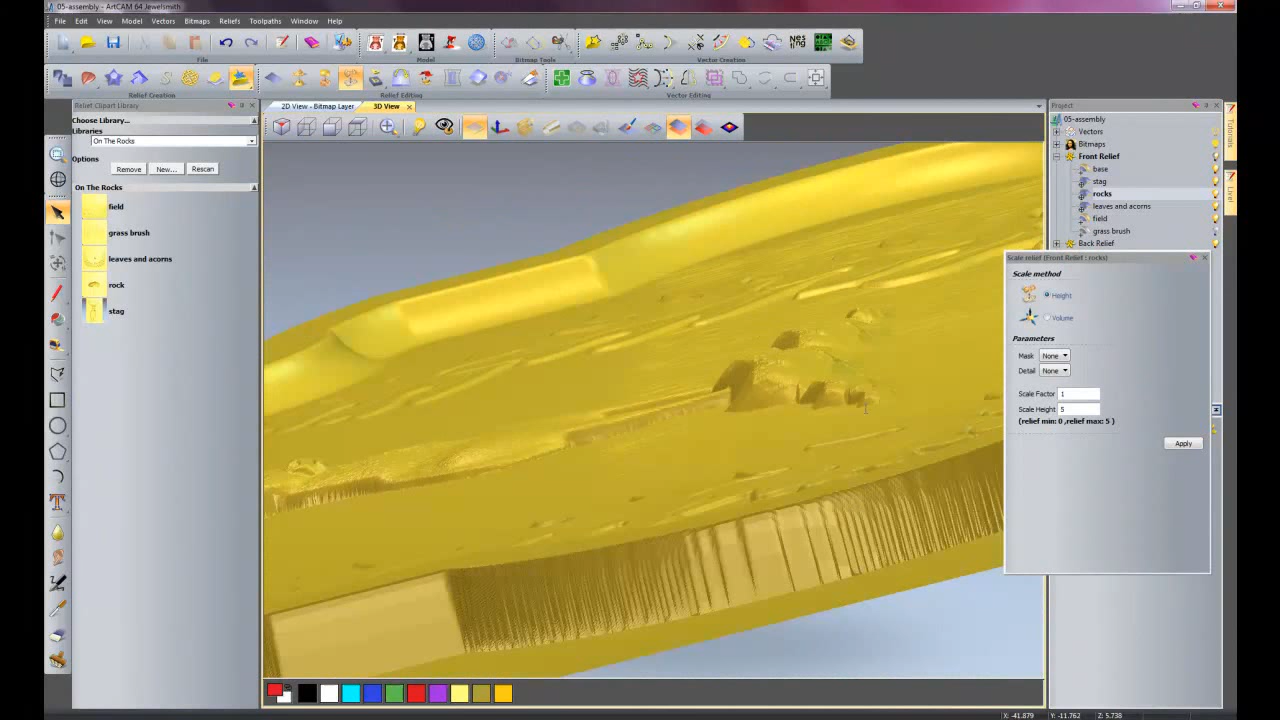 05-assembly - ArtCAM 64 Jewelsmith
File Edit View Model Vectors Bitmaps Reliefs Toolpaths Window Help
File Model Bitmap Tools Vector Creation
Relief Creation Relief Editing Vector Editing
Relief Clipart Library
Choose Library...
Libraries
On The Rocks
Options
Remove New... Rescan
On The Rocks
field
grass brush
leaves and acorns
rock
stag
2D View - Bitmap Layer 3D View
Project
05-assembly
Vectors
Bitmaps
Front Relief
base
stag
rocks
leaves and acorns
field
grass brush
Back Relief
Tutorials
Live!
Scale relief (Front Relief : rocks)
Scale method
Height
Volume
Parameters
Mask None
Detail None
Scale Factor 1
Scale Height 5
(relief min: 0 ,relief max: 5 )
Apply
X: -41.879 Y: -11.762 Z: 5.738